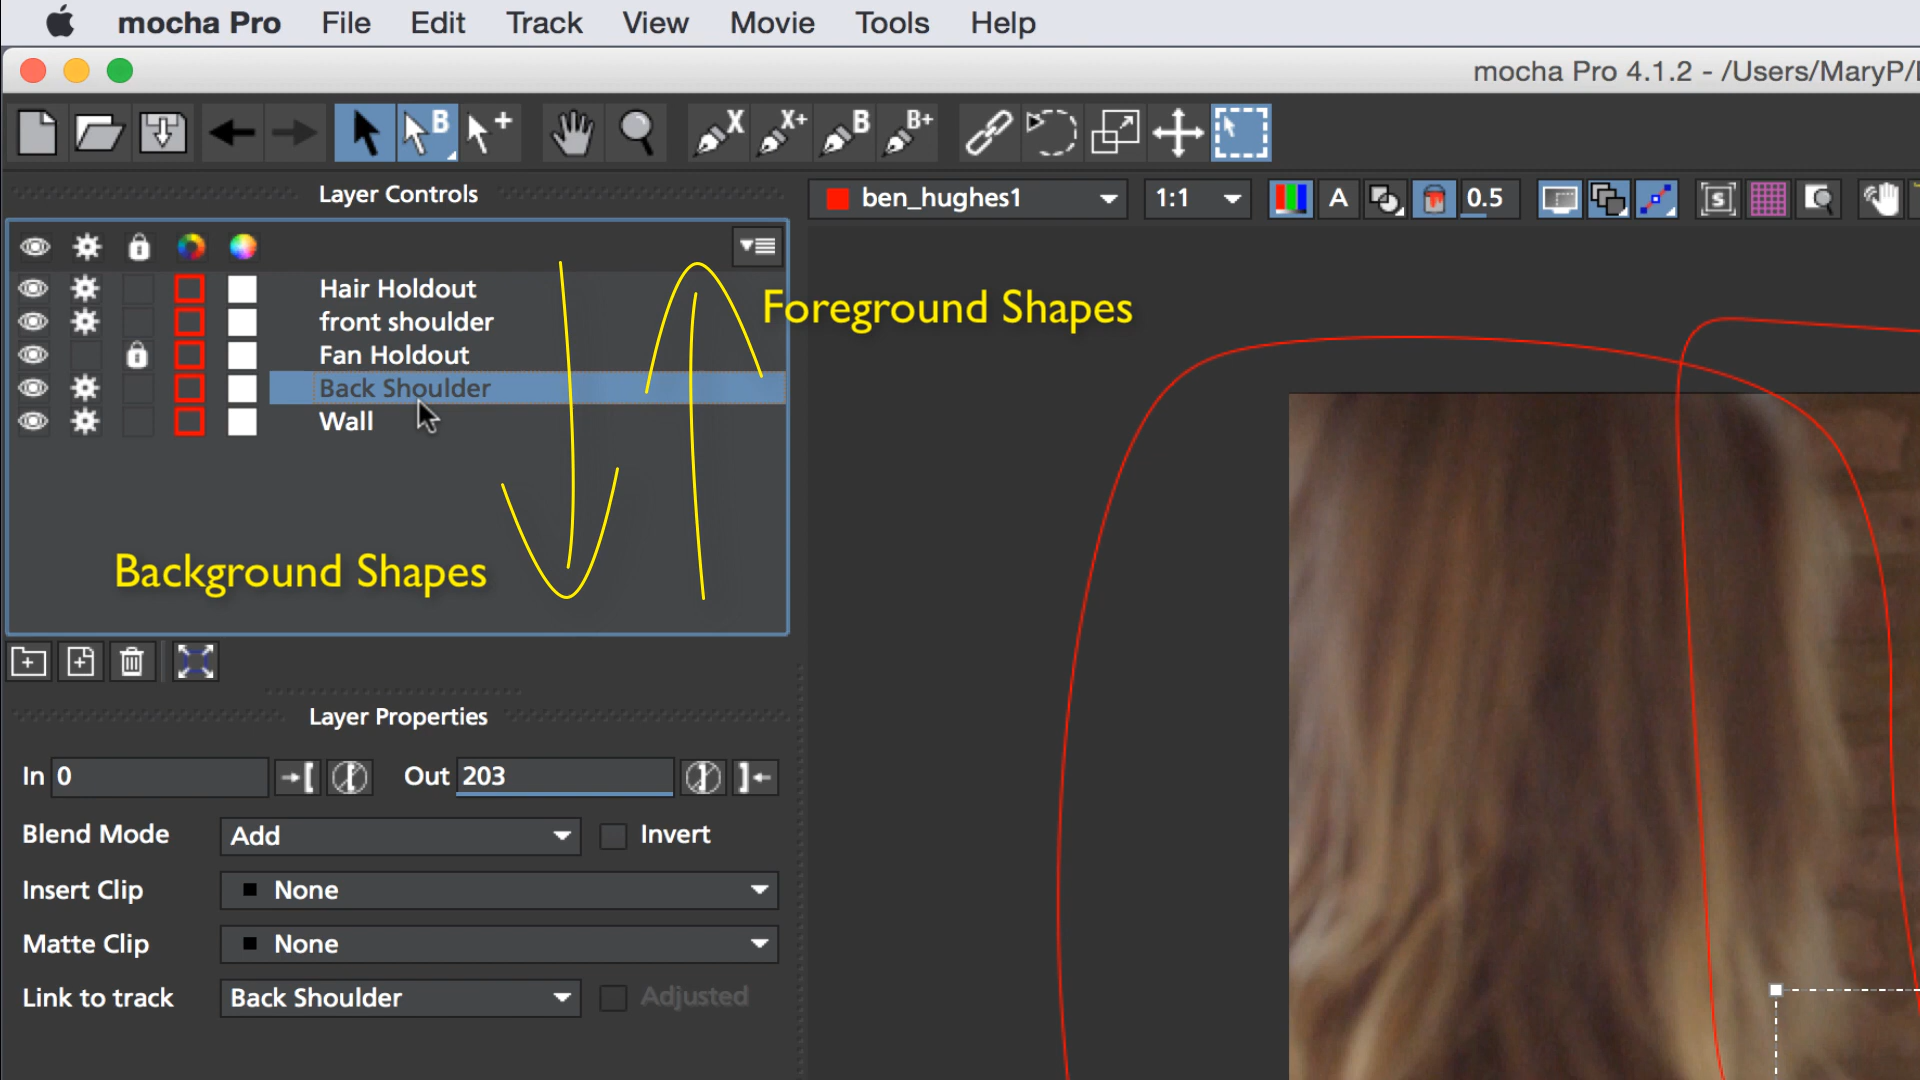 mocha Pro File Edit Track View Movie Tools Help
mocha Pro 4.1.2 - /Users/MaryP/
X X+ B B+
B
Layer Controls
ben_hughes1 1:1 A 0.5 S
Hair Holdout
front shoulder
Fan Holdout
Back Shoulder
Wall
Foreground Shapes
Background Shapes
Layer Properties
In 0 Out 203
Blend Mode Add Invert
Insert Clip None
Matte Clip None
Link to track Back Shoulder Adjusted